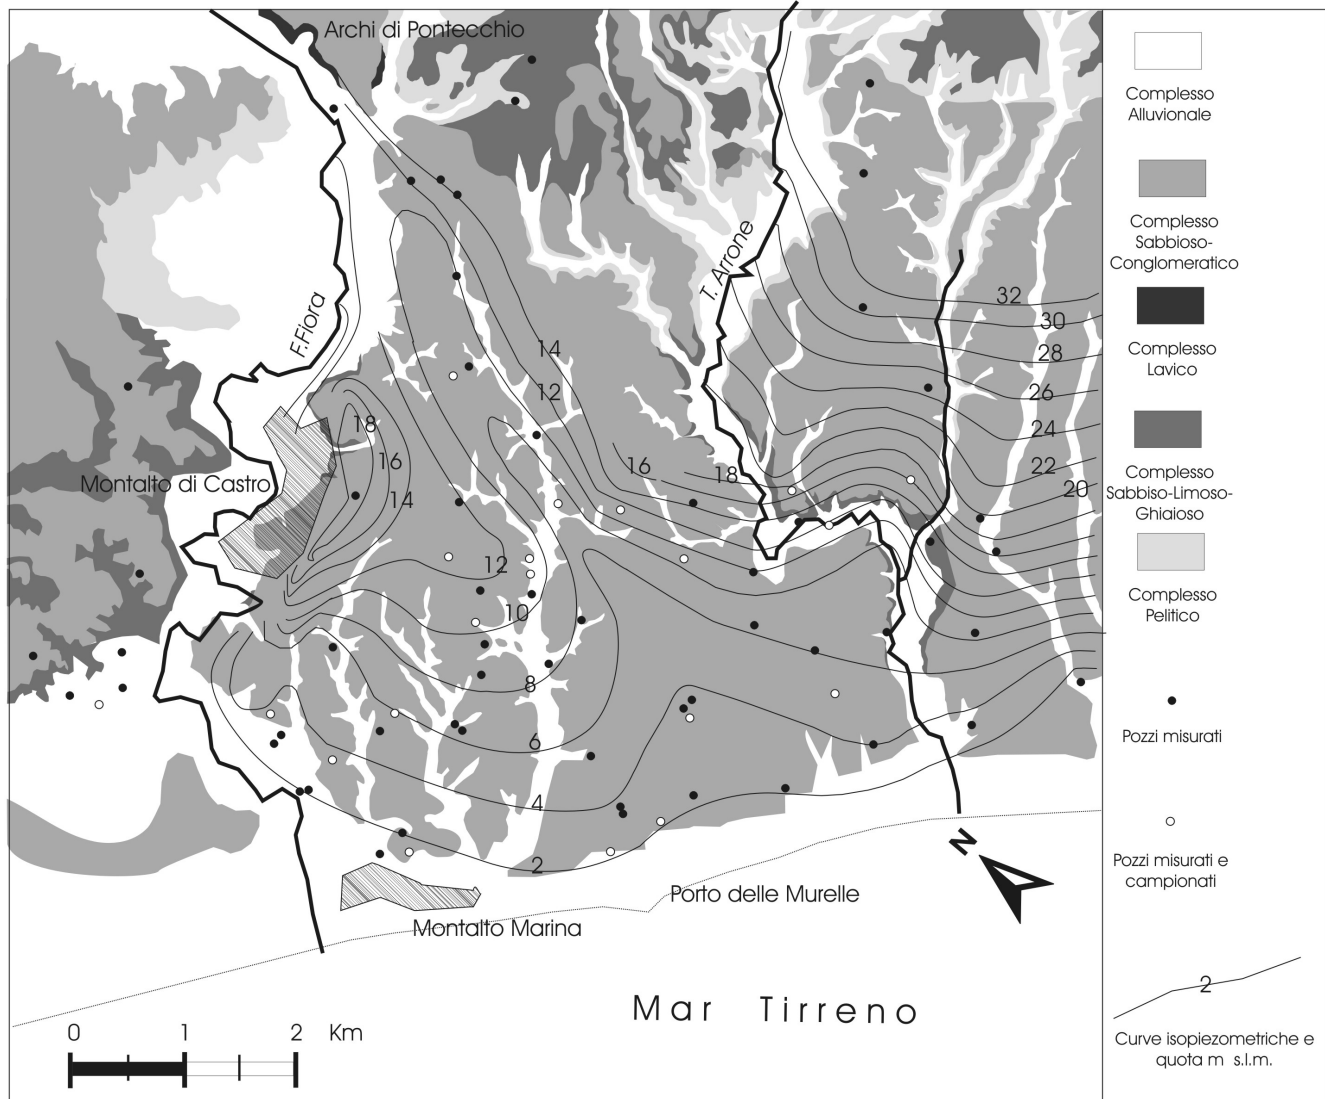 Archi di Pontecchio
F.Fiora
T. Arrone
32
30
28
26
24
22
20
14
12
16
18
18
16
14
Montalto di Castro
12
10
8
6
4
2
Porto delle Murelle
Montalto Marina
Mar Tirreno
N
0 1 2 Km
Complesso
Alluvionale
Complesso
Sabbioso-
Conglomeratico
Complesso
Lavico
Complesso
Sabbiso-Limoso-
Ghiaioso
Complesso
Pelitico
Pozzi misurati
Pozzi misurati e
campionati
2
Curve isopiezometriche e
quota m s.l.m.